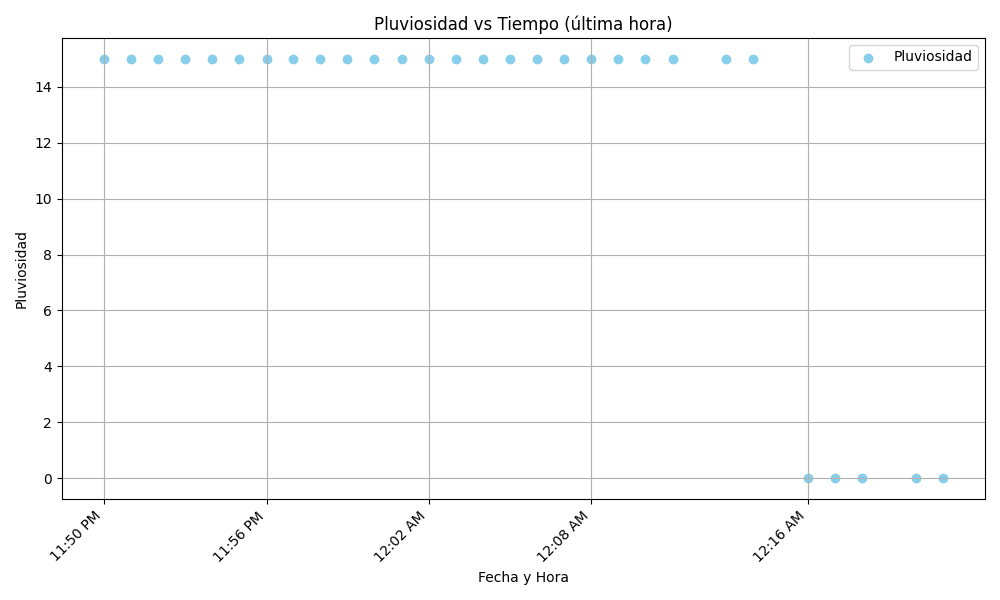 Pluviosidad vs Tiempo (última hora)
Pluviosidad
14
12
10
8
6
4
2
0
Pluviosidad
11:50 PM
11:56 PM
12:02 AM
12:08 AM
12:16 AM
Fecha y Hora